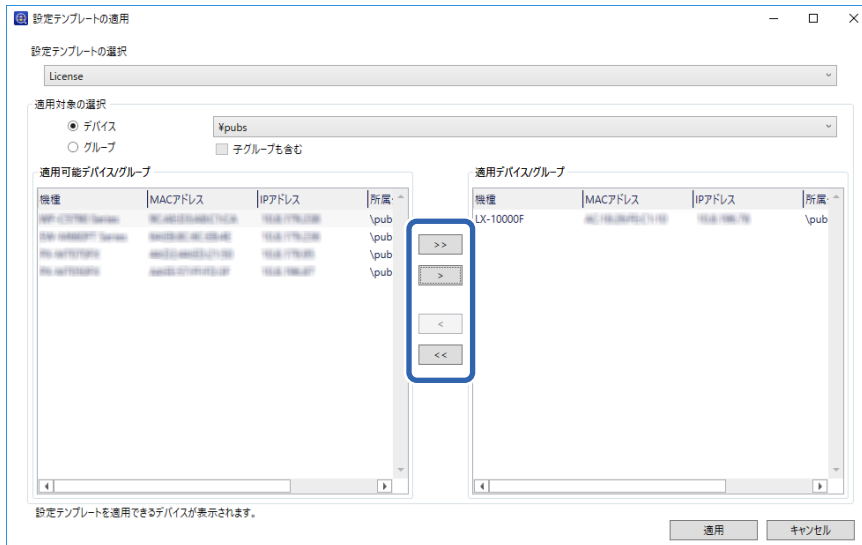 設定テンプレートの適用
設定テンプレートの選択
License
適用対象の選択
デバイス
¥pubs
グループ
子グループも含む
適用可能デバイス/グループ
適用デバイス/グループ
機種 MACアドレス IPアドレス 所属·
機種 MACアドレス IPアドレス 所属·
\pub
LX-10000F \pub
\pub
\pub
\pub
>>
>
<
<<
設定テンプレートを適用できるデバイスが表示されます。
適用 キャンセル